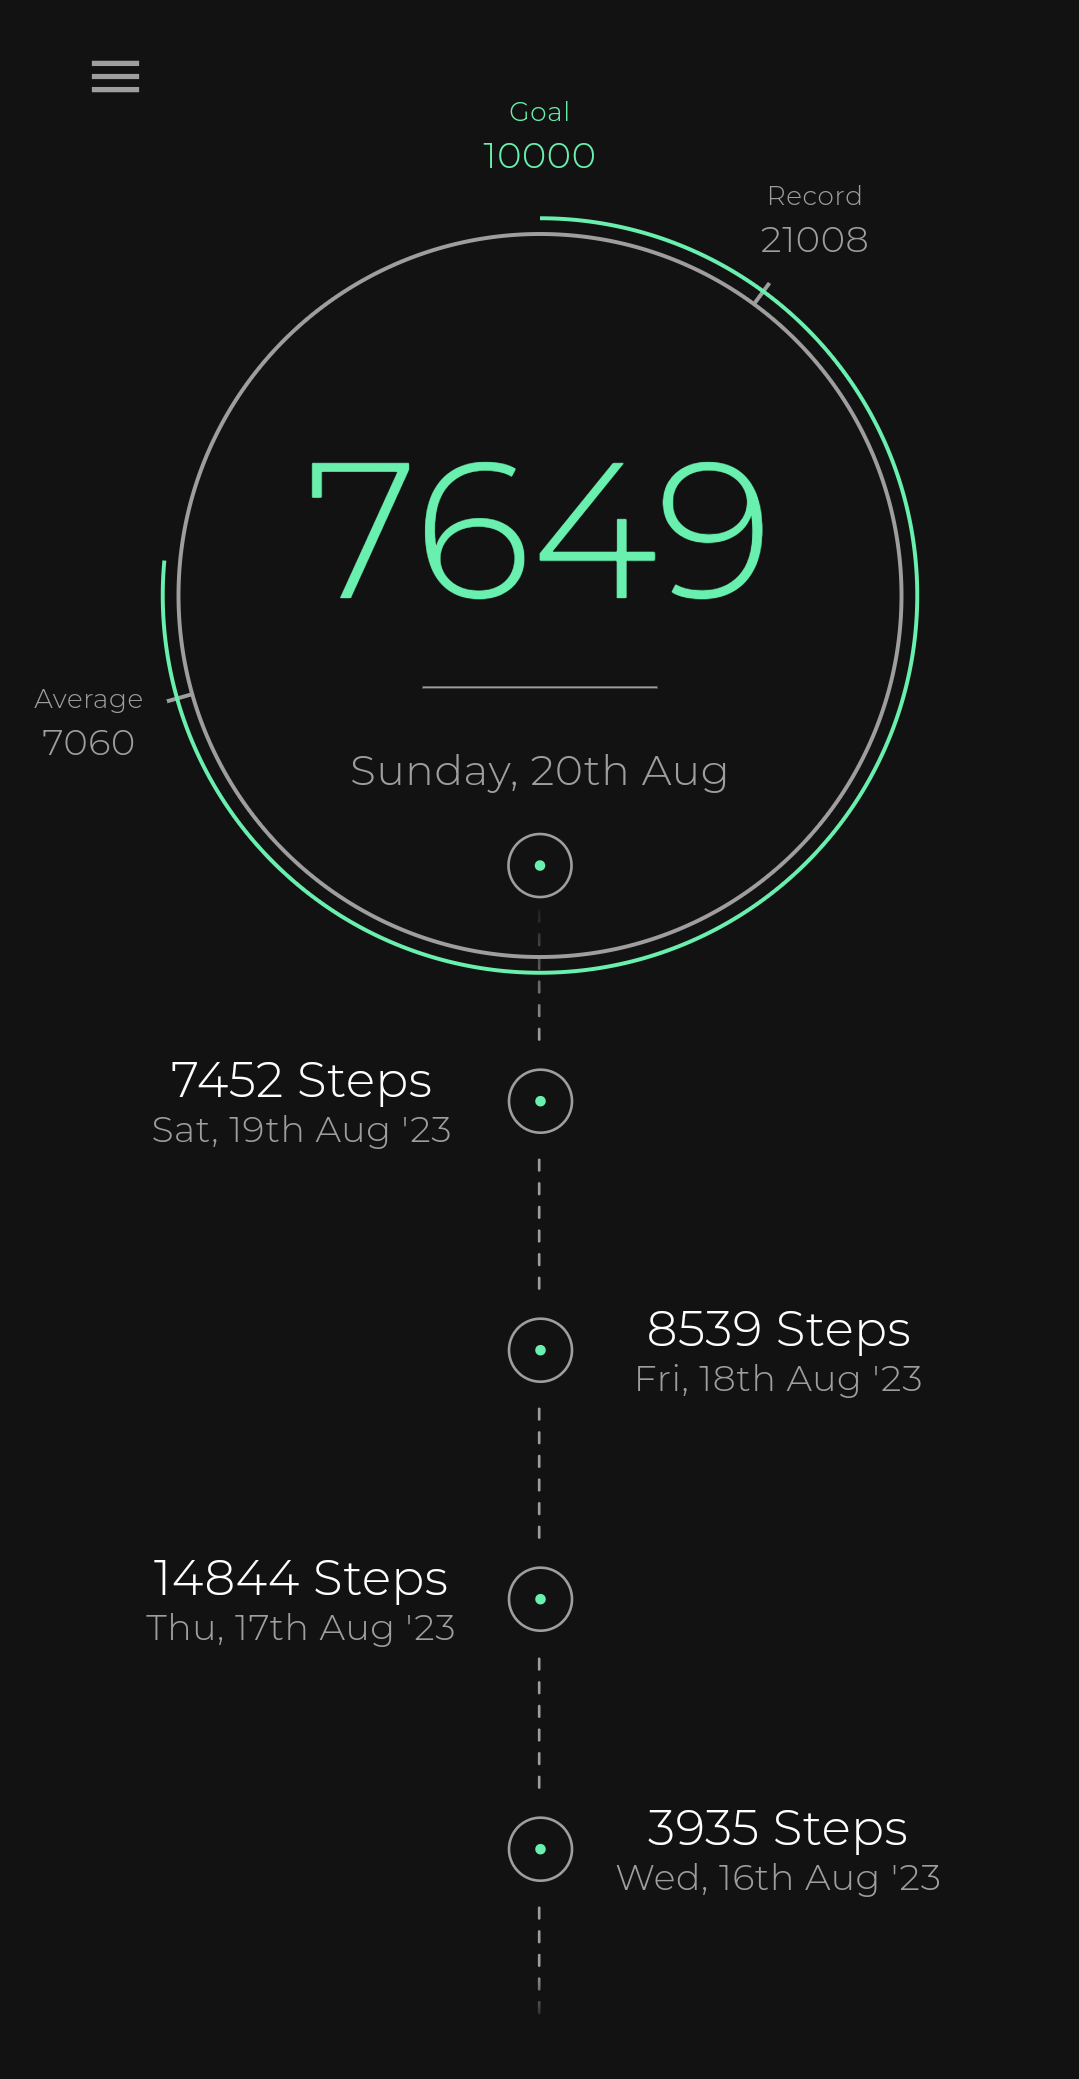 Goal
10000
Record
21008
7649
Average
7060
Sunday, 20th Aug
7452 Steps
Sat, 19th Aug '23
8539 Steps
Fri, 18th Aug '23
14844 Steps
Thu, 17th Aug '23
3935 Steps
Wed, 16th Aug '23